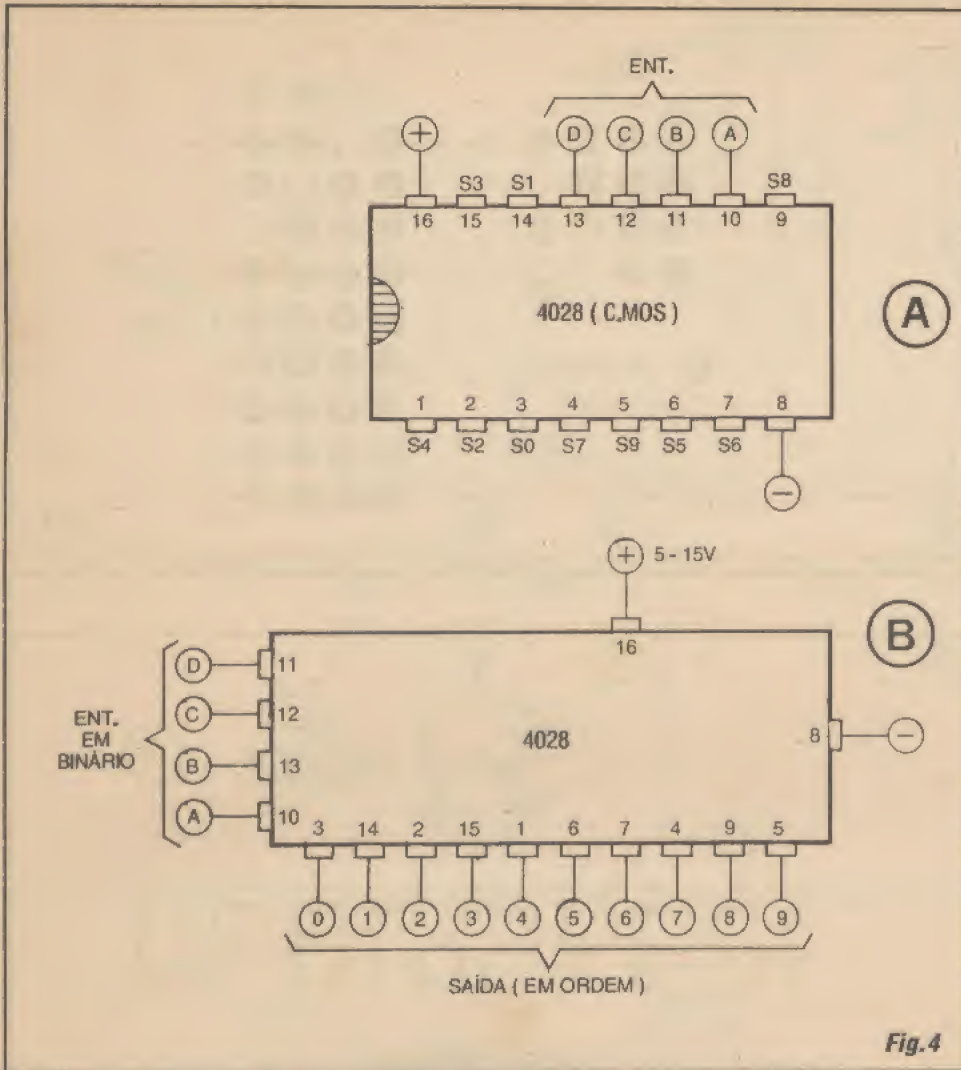 ENT.
+ D C B A
S3 S1 S8
16 15 14 13 12 11 10 9
4028 ( C.MOS )
A
1 2 3 4 5 6 7 8
S4 S2 S0 S7 S9 S5 S6
−
+ 5 - 15V
16
B
ENT.
EM
BINÁRIO
D 11
C 12
B 13
A 10
4028
8 −
3 14 2 15 1 6 7 4 9 5
0 1 2 3 4 5 6 7 8 9
SAÍDA ( EM ORDEM )
Fig.4